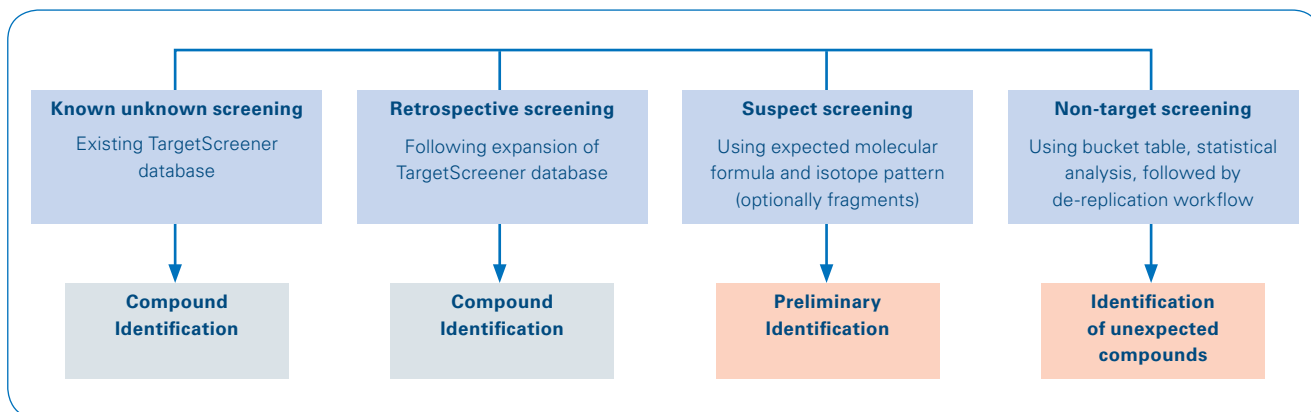 Known unknown screening
Existing TargetScreener
database
Retrospective screening
Following expansion of
TargetScreener database
Suspect screening
Using expected molecular
formula and isotope pattern
(optionally fragments)
Non-target screening
Using bucket table, statistical
analysis, followed by
de-replication workflow
Compound
Identification
Compound
Identification
Preliminary
Identification
Identification
of unexpected
compounds